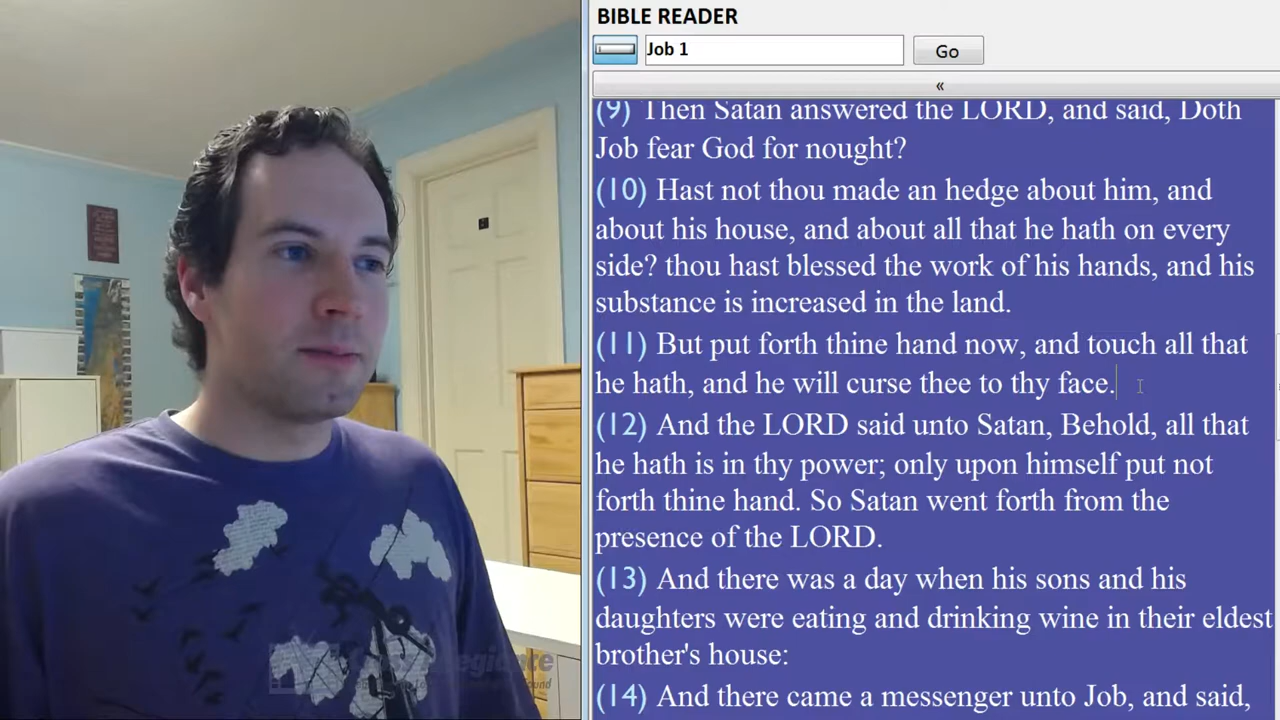 BIBLE READER
Job 1
Go
«
(9) Then Satan answered the LORD, and said, Doth
Job fear God for nought?
(10) Hast not thou made an hedge about him, and
about his house, and about all that he hath on every
side? thou hast blessed the work of his hands, and his
substance is increased in the land.
(11) But put forth thine hand now, and touch all that
he hath, and he will curse thee to thy face.
(12) And the LORD said unto Satan, Behold, all that
he hath is in thy power; only upon himself put not
forth thine hand. So Satan went forth from the
presence of the LORD.
(13) And there was a day when his sons and his
daughters were eating and drinking wine in their eldest
brother's house:
(14) And there came a messenger unto Job, and said,